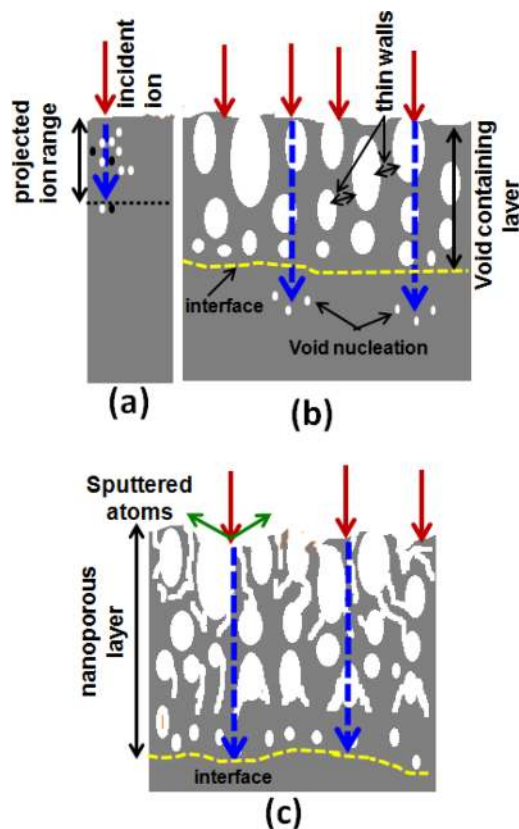 incident
ion
projected
ion range
(a)
thin walls
Void containing
layer
interface
Void nucleation
(b)
Sputtered
atoms
nanoporous
layer
interface
(c)